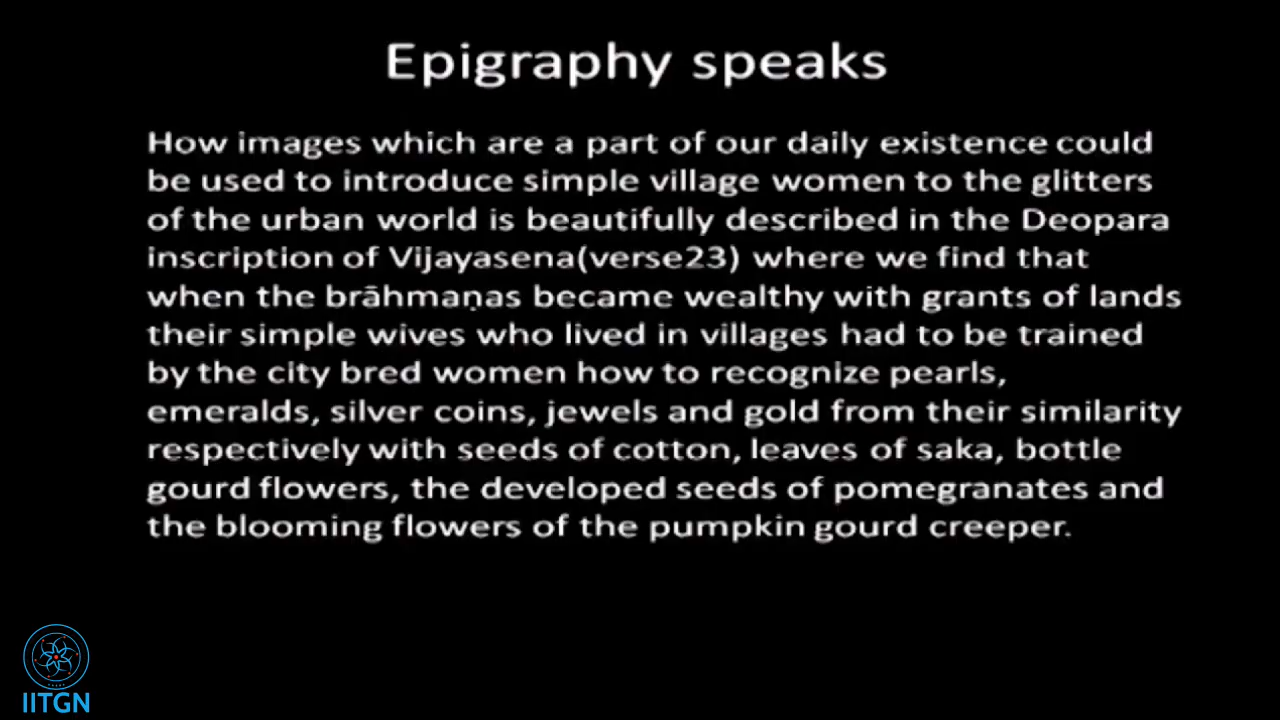 Epigraphy speaks
How images which are a part of our daily existence could
be used to introduce simple village women to the glitters
of the urban world is beautifully described in the Deopara
inscription of Vijayasena(verse23) where we find that
when the brāhmaṇas became wealthy with grants of lands
their simple wives who lived in villages had to be trained
by the city bred women how to recognize pearls,
emeralds, silver coins, jewels and gold from their similarity
respectively with seeds of cotton, leaves of saka, bottle
gourd flowers, the developed seeds of pomegranates and
the blooming flowers of the pumpkin gourd creeper.
IITGN